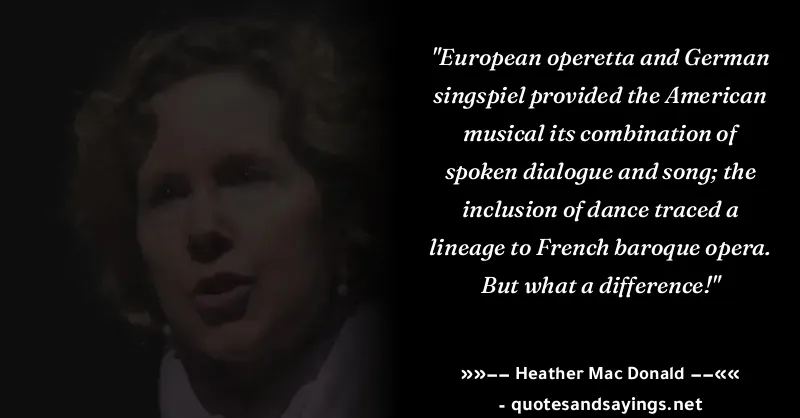 "European operetta and German
singspiel provided the American
musical its combination of
spoken dialogue and song; the
inclusion of dance traced a
lineage to French baroque opera.
But what a difference!"
»»−− Heather Mac Donald −−««
- quotesandsayings.net